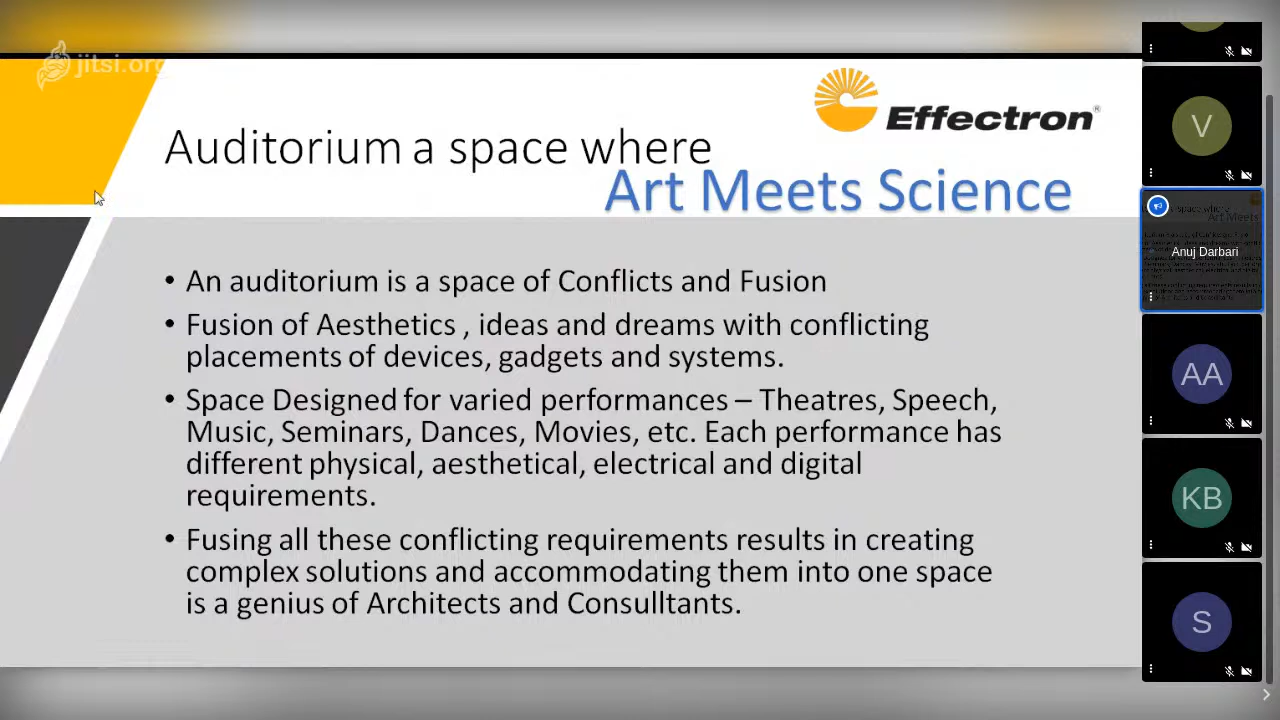 jitsi.org
Effectron®
Auditorium a space where
Art Meets Science
• An auditorium is a space of Conflicts and Fusion
• Fusion of Aesthetics , ideas and dreams with conflicting
placements of devices, gadgets and systems.
• Space Designed for varied performances – Theatres, Speech,
Music, Seminars, Dances, Movies, etc. Each performance has
different physical, aesthetical, electrical and digital
requirements.
• Fusing all these conflicting requirements results in creating
complex solutions and accommodating them into one space
is a genius of Architects and Consulltants.
V
Art Meets
Anuj Darbari
AA
KB
S